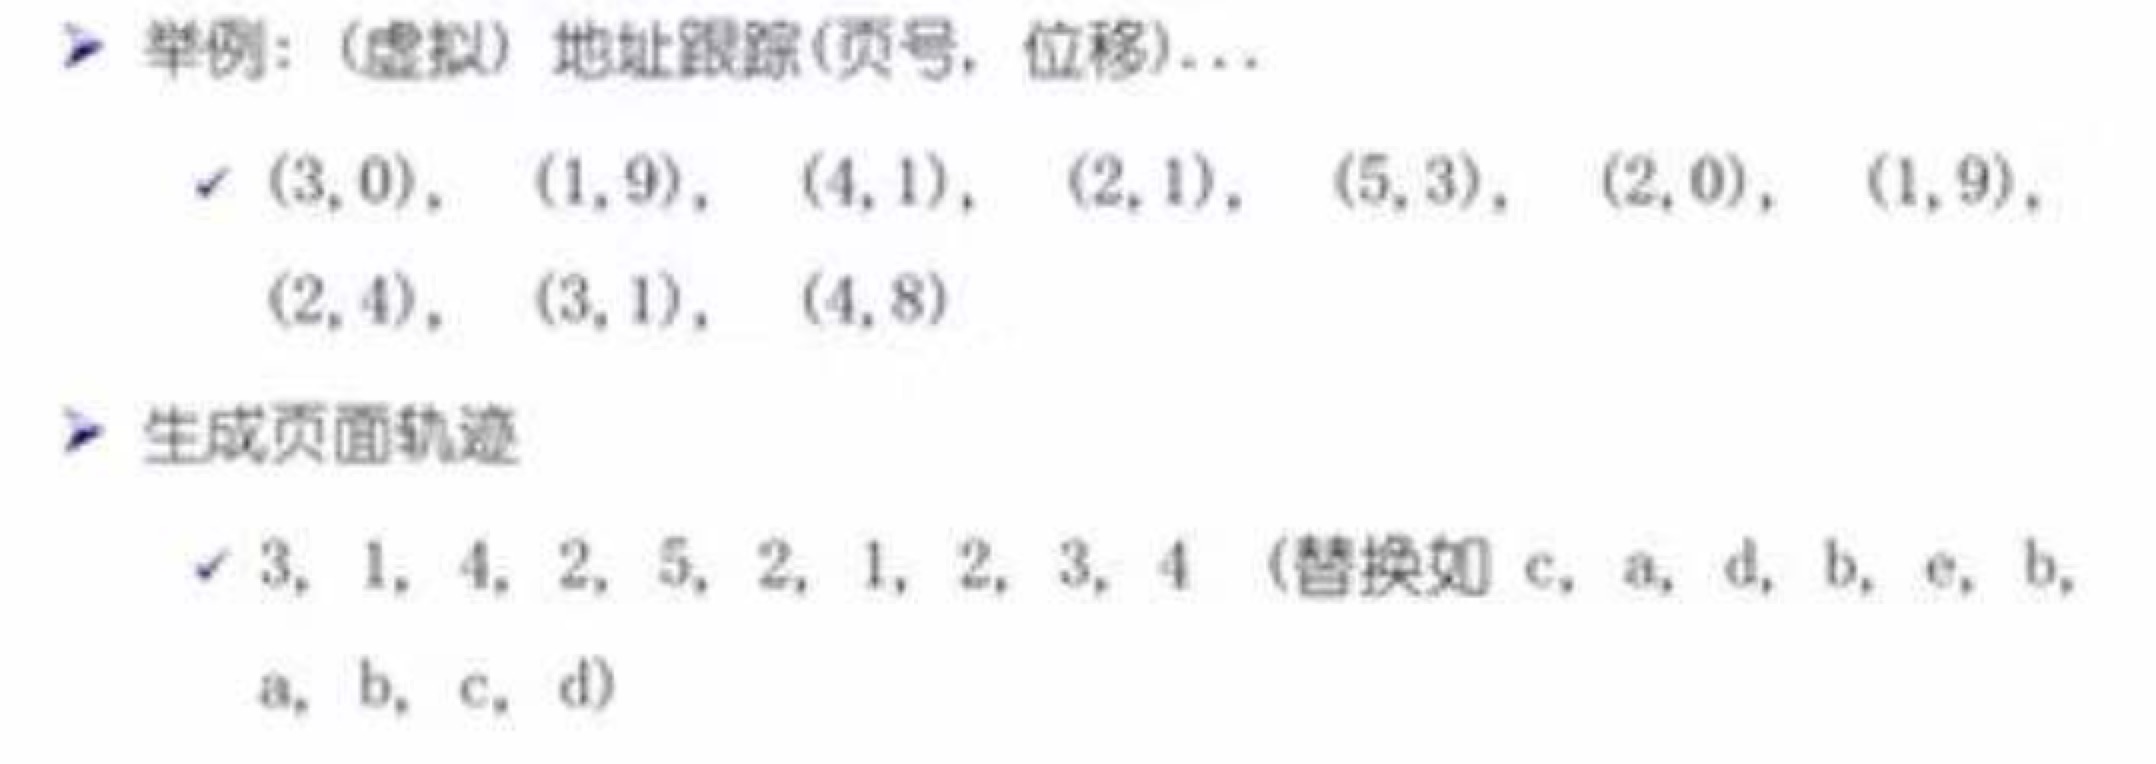 ➢ 举例：（虚拟）地址跟踪(页号，位移)...
✓ (3,0)， (1,9)， (4,1)， (2,1)， (5,3)， (2,0)， (1,9)，
(2,4)， (3,1)， (4,8)
➢ 生成页面轨迹
✓ 3, 1, 4, 2, 5, 2, 1, 2, 3, 4 (替换如 c, a, d, b, e, b,
a, b, c, d)